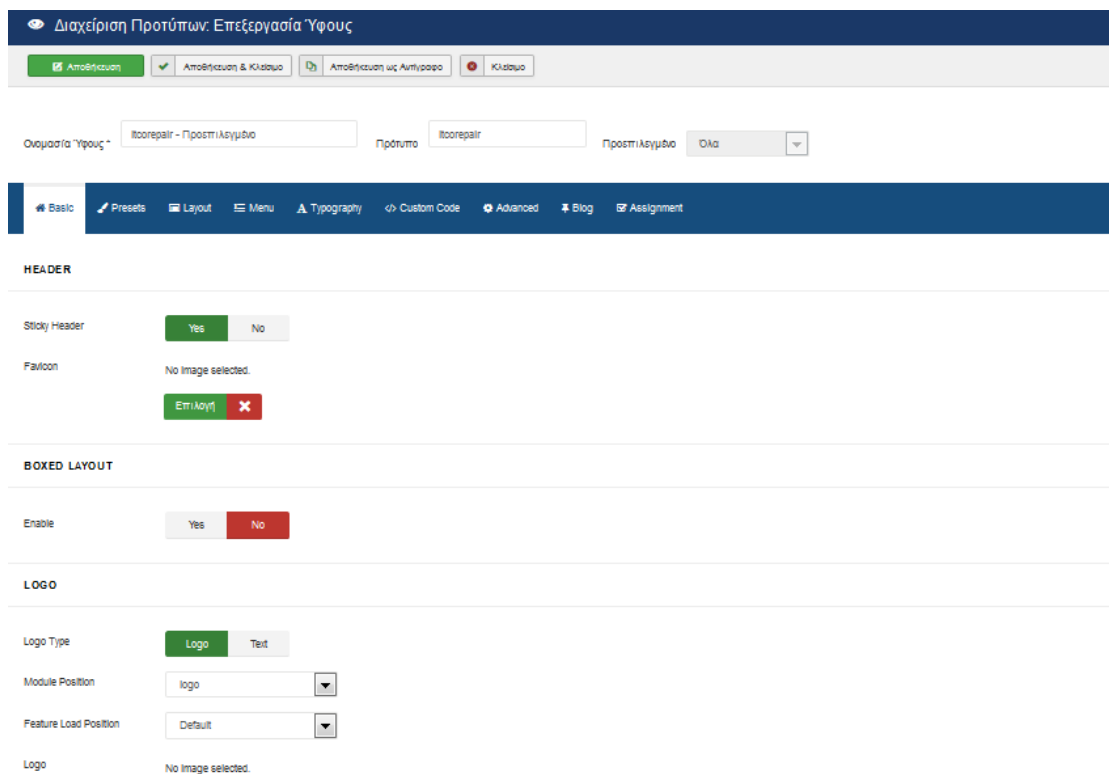 Διαχείριση Προτύπων: Επεξεργασία Ύφους
Αποθήκευση Αποθήκευση & Κλείσιμο Αποθήκευση ως Αντίγραφο Κλείσιμο
Ονομασία Ύφους * itcorepair - Προεπιλεγμένο Πρότυπο itcorepair Προεπιλεγμένο Όλα
Basic Presets Layout Menu Typography Custom Code Advanced Blog Assignment
HEADER
Sticky Header Yes No
Favicon No image selected.
Επιλογή
BOXED LAYOUT
Enable Yes No
LOGO
Logo Type Logo Text
Module Position logo
Feature Load Position Default
Logo No image selected.